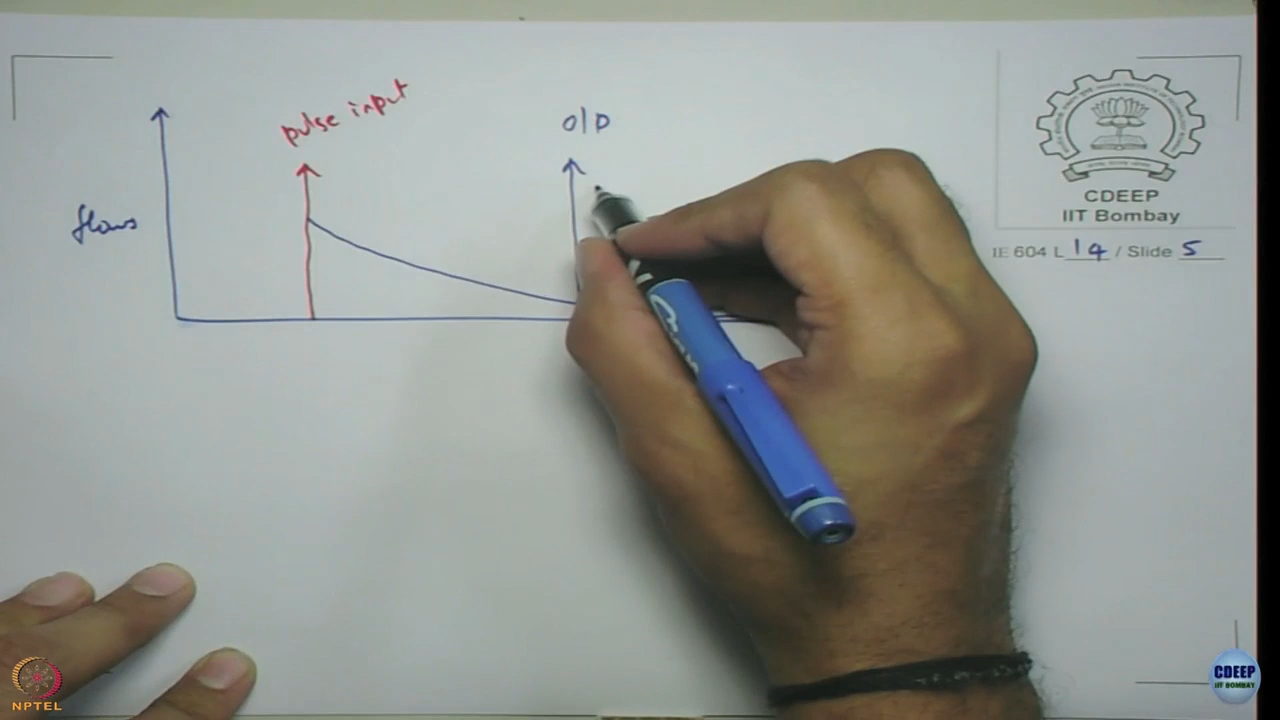 pulse input
O/P
flows
CDEEP
IIT Bombay
IE 604 L 14 / Slide 5
NPTEL
CDEEP
IIT BOMBAY